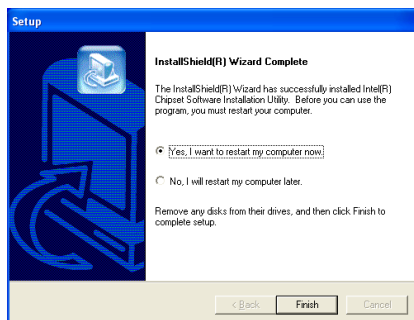 Setup
InstallShield(R) Wizard Complete
The InstallShield(R) Wizard has successfully installed Intel(R)
Chipset Software Installation Utility. Before you can use the
program, you must restart your computer.
Yes, I want to restart my computer now.
No, I will restart my computer later.
Remove any disks from their drives, and then click Finish to
complete setup.
< Back Finish Cancel